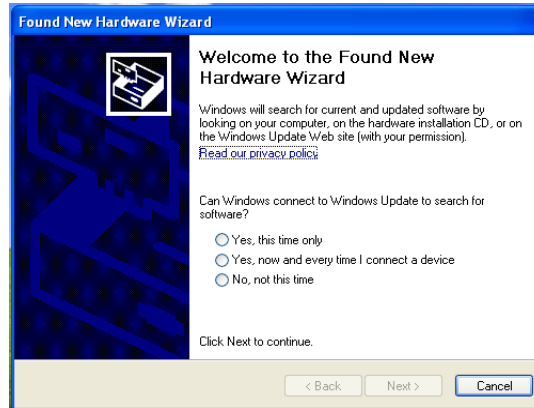 Found New Hardware Wizard
Welcome to the Found New
Hardware Wizard
Windows will search for current and updated software by
looking on your computer, on the hardware installation CD, or on
the Windows Update Web site (with your permission).
Read our privacy policy
Can Windows connect to Windows Update to search for
software?
Yes, this time only
Yes, now and every time I connect a device
No, not this time
Click Next to continue.
< Back Next > Cancel